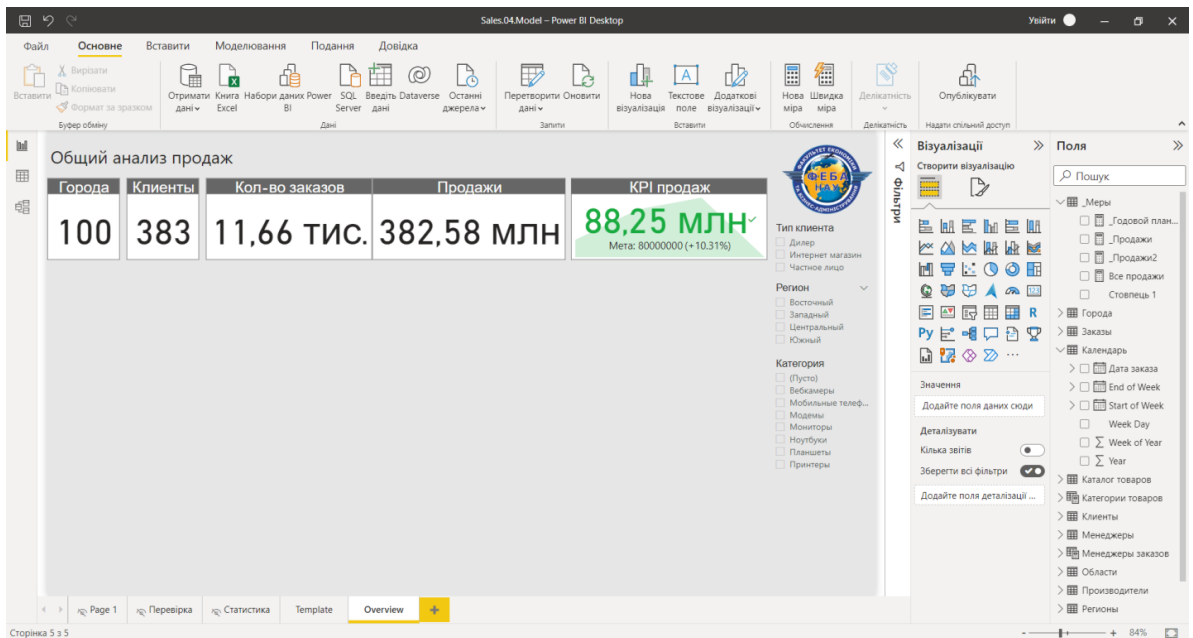 Sales.04.Model – Power BI Desktop
Увійти
Файл Основне Вставити Моделювання Подання Довідка
Вставити
Вирізати
Копіювати
Формат за зразком
Буфер обміну
Отримати дані
Книга Excel
Набори даних Power BI
SQL Server
Введіть дані
Dataverse
Останні джерела
Дані
Перетворити дані
Оновити
Запити
Нова візуалізація
Текстове поле
Додаткові візуалізації
Вставити
Нова міра
Швидка міра
Обчислення
Делікатність
Делікатність
Опублікувати
Надати спільний доступ
Общий анализ продаж
Города
100
Клиенты
383
Кол-во заказов
11,66 тис.
Продажи
382,58 млн
KPI продаж
88,25 млн
Мета: 80000000 (+10.31%)
ФЕБА
НАУ
Тип клиента
Дилер
Интернет магазин
Частное лицо
Регион
Восточный
Западный
Центральный
Южный
Категория
(Пусто)
Вебкамеры
Мобильные телеф...
Модемы
Мониторы
Ноутбуки
Планшеты
Принтеры
Фільтри
Візуалізації
Створити візуалізацію
R
Py
123
...
Значення
Додайте поля даних сюди
Деталізувати
Кілька звітів
Зберегти всі фільтри
Додайте поля деталізації ...
Поля
Пошук
_Меры
_Годовой план...
_Продажи
_Продажи2
Все продажи
Стовпець 1
Города
Заказы
Календарь
Дата заказа
End of Week
Start of Week
Week Day
Week of Year
Year
Каталог товаров
Категории товаров
Клиенты
Менеджеры
Менеджеры заказов
Области
Производители
Регионы
Page 1
Перевірка
Статистика
Template
Overview
Сторінка 5 з 5
84%